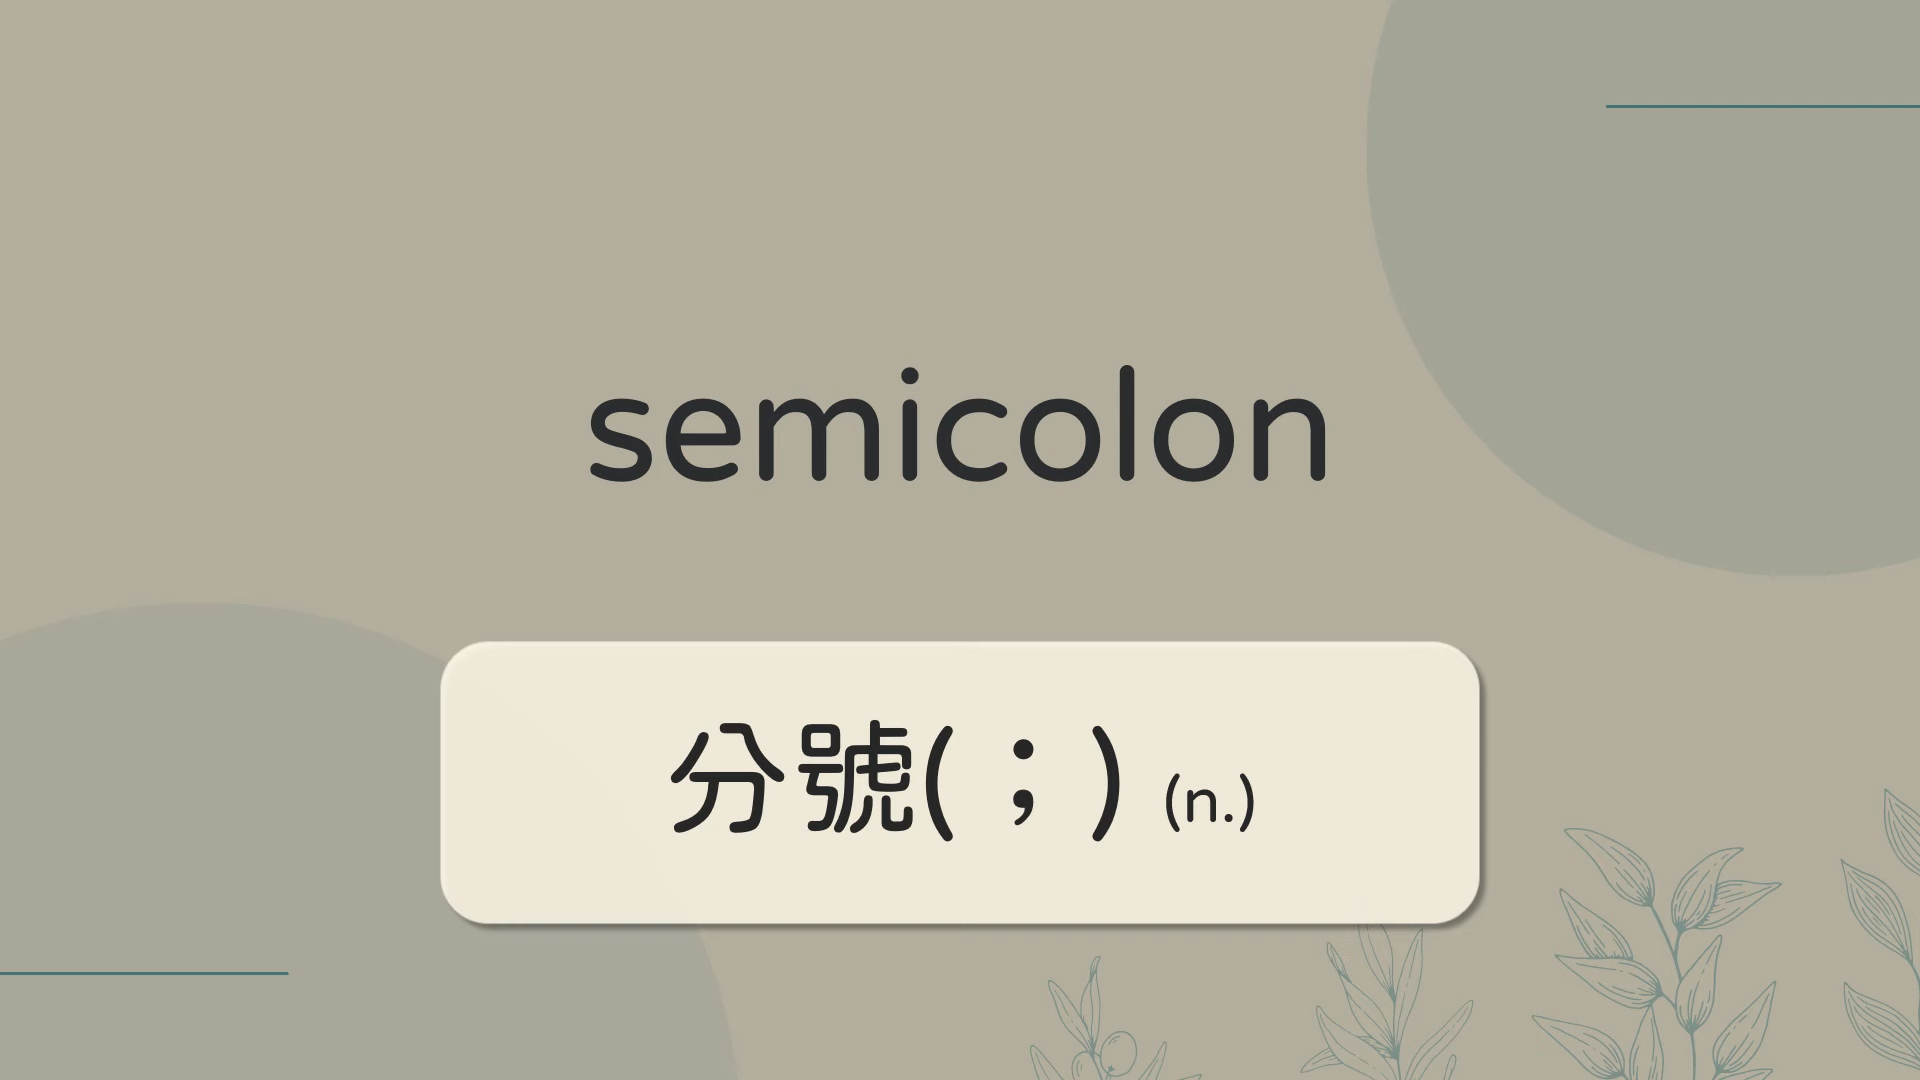 semicolon
分號(；) (n.)